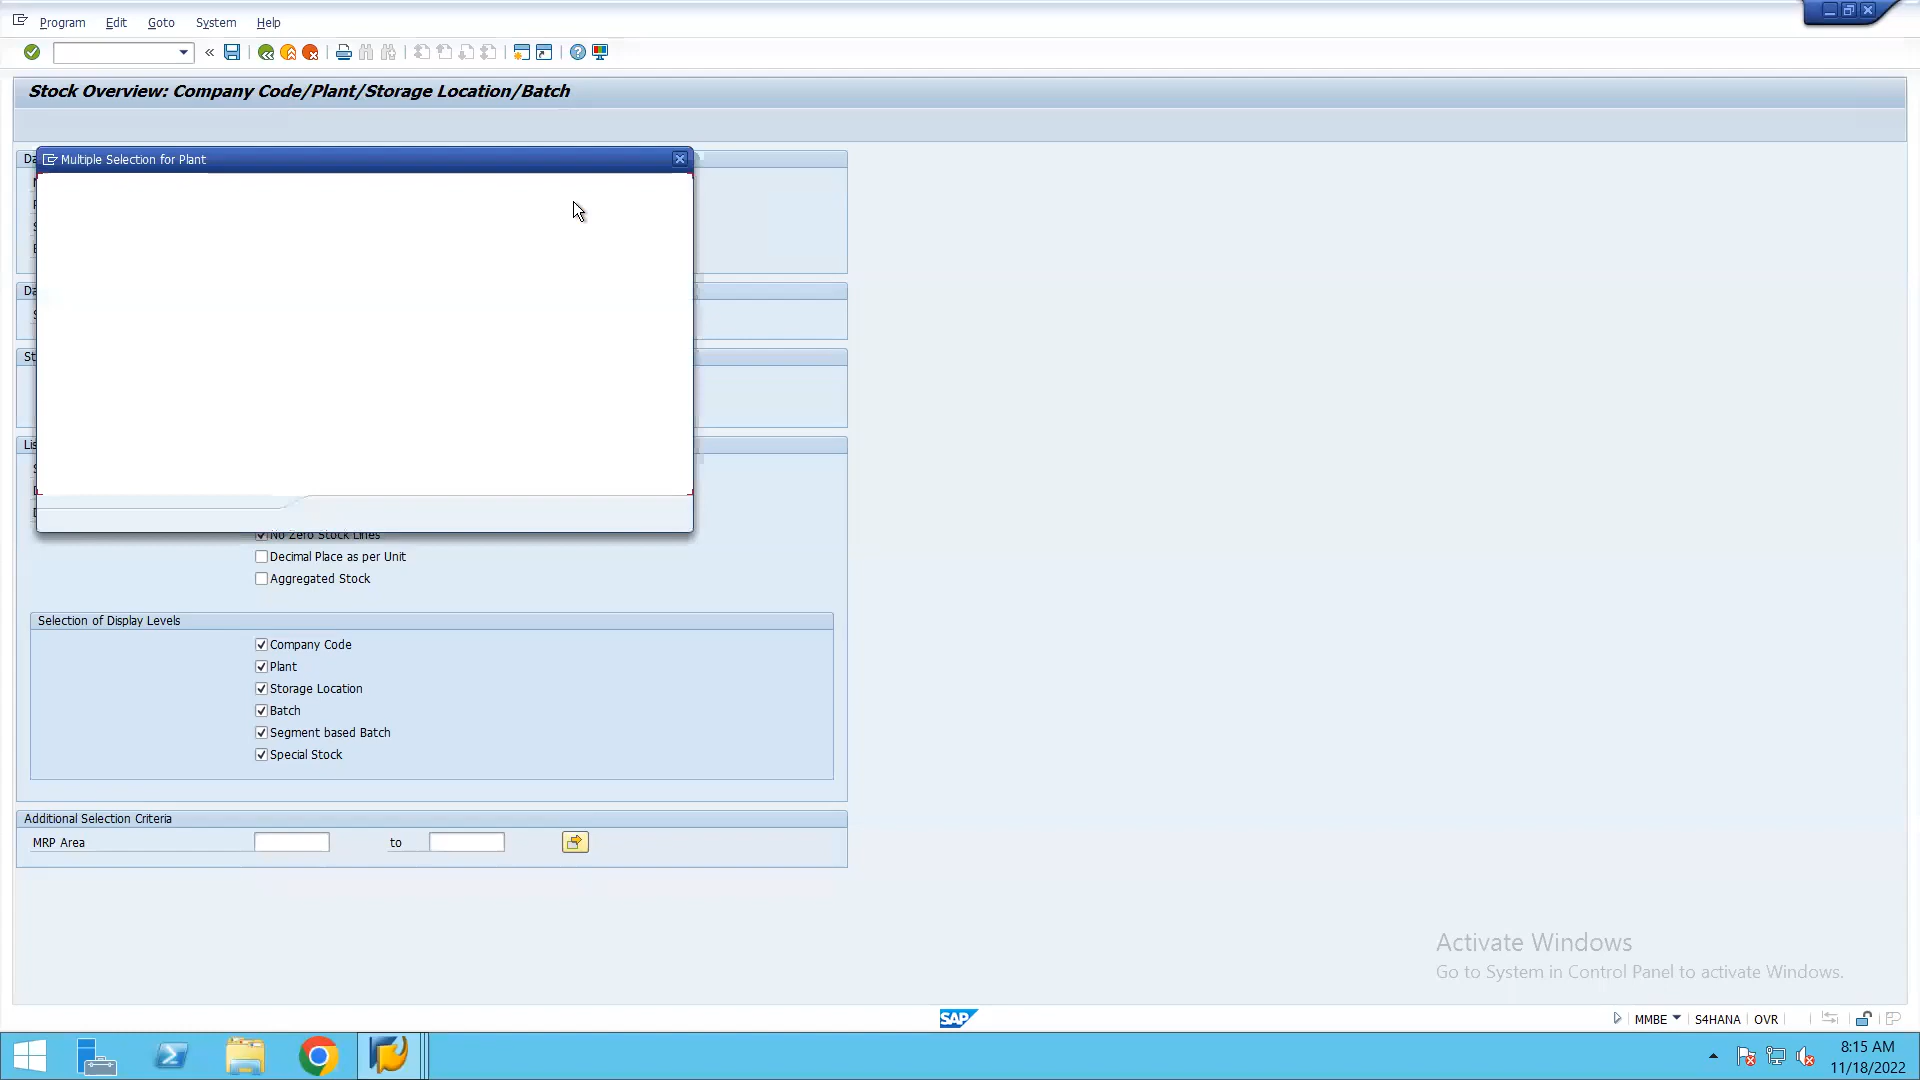 Program Edit Goto System Help
Stock Overview: Company Code/Plant/Storage Location/Batch
Multiple Selection for Plant
No Zero Stock Lines
Decimal Place as per Unit
Aggregated Stock
Selection of Display Levels
Company Code
Plant
Storage Location
Batch
Segment based Batch
Special Stock
Additional Selection Criteria
MRP Area to
Activate Windows
Go to System in Control Panel to activate Windows.
SAP
MMBE S4HANA OVR
8:15 AM
11/18/2022